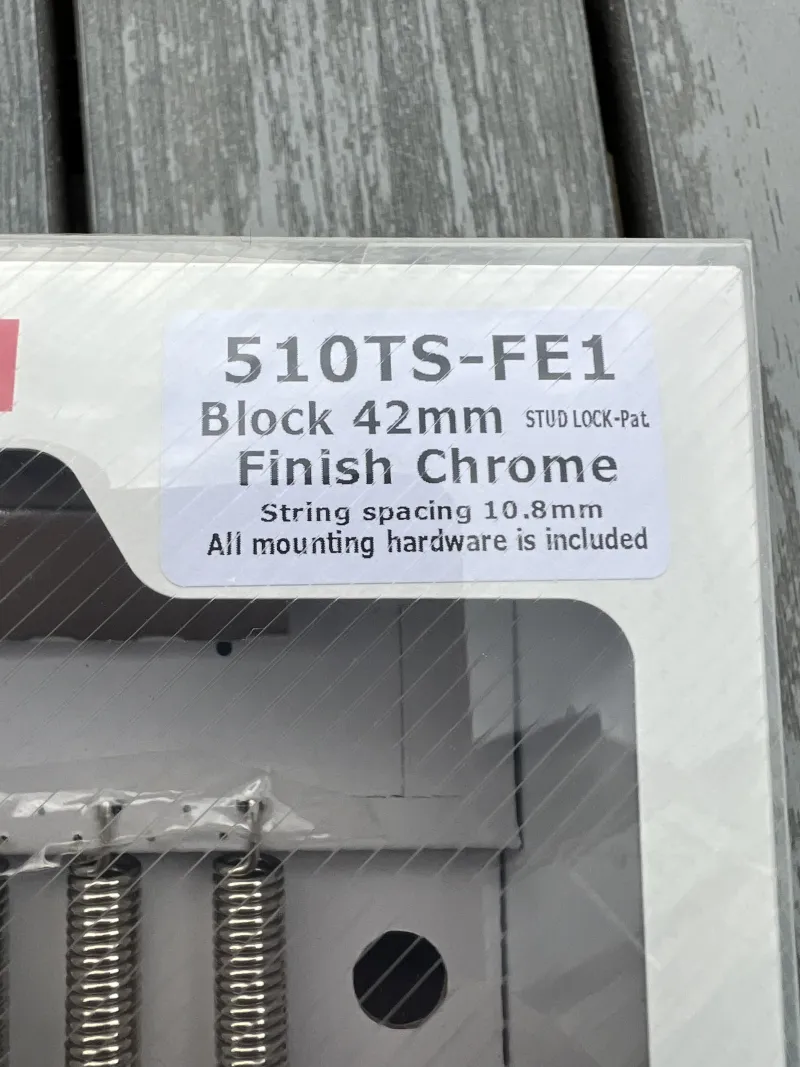 510TS-FE1
Block 42mm STUD LOCK-Pat.
Finish Chrome
String spacing 10.8mm
All mounting hardware is included